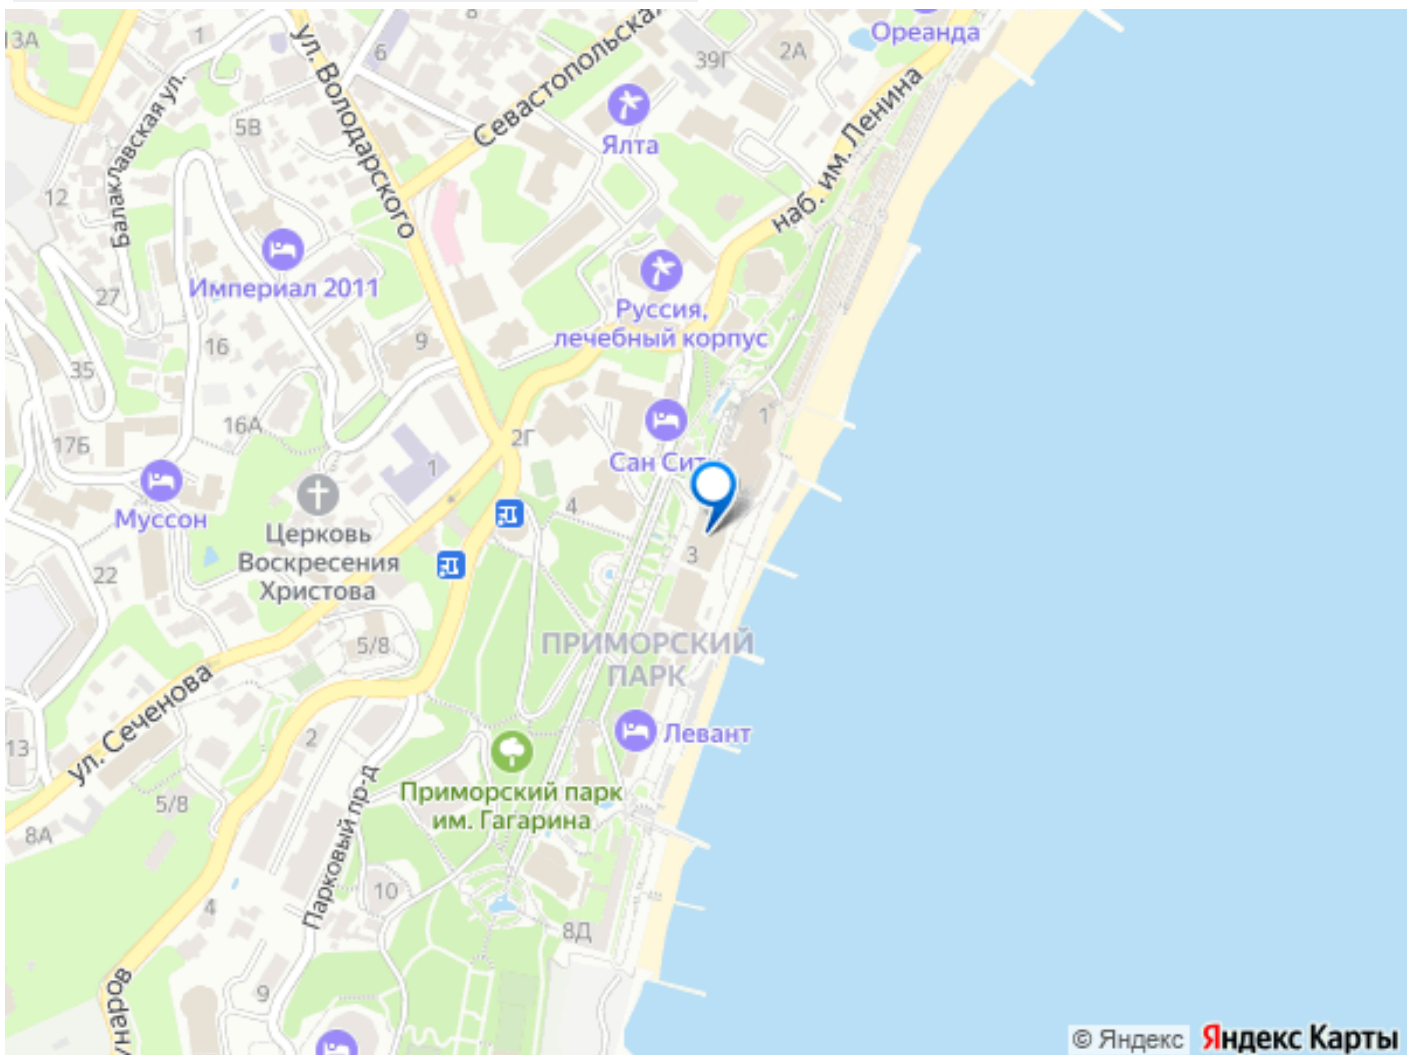 13А
1
6
8
39Г
2А
Ореанда
ул. Володарского
Севастопольская
Балаклавская ул.
5В
Ялта
наб. им. Ленина
12
Империал 2011
27
Руссия,
лечебный корпус
16
9
35
16А
17Б
1
2Г
1
Сан Сит
Муссон
Церковь
Воскресения
Христова
4
3
22
5/8
ПРИМОРСКИЙ
ПАРК
ул. Сеченова
13
2
Левант
5/8
Приморский парк
им. Гагарина
8А
Парковый пр-д
10
4
8Д
9
унаров
© Яндекс Яндекс Карты